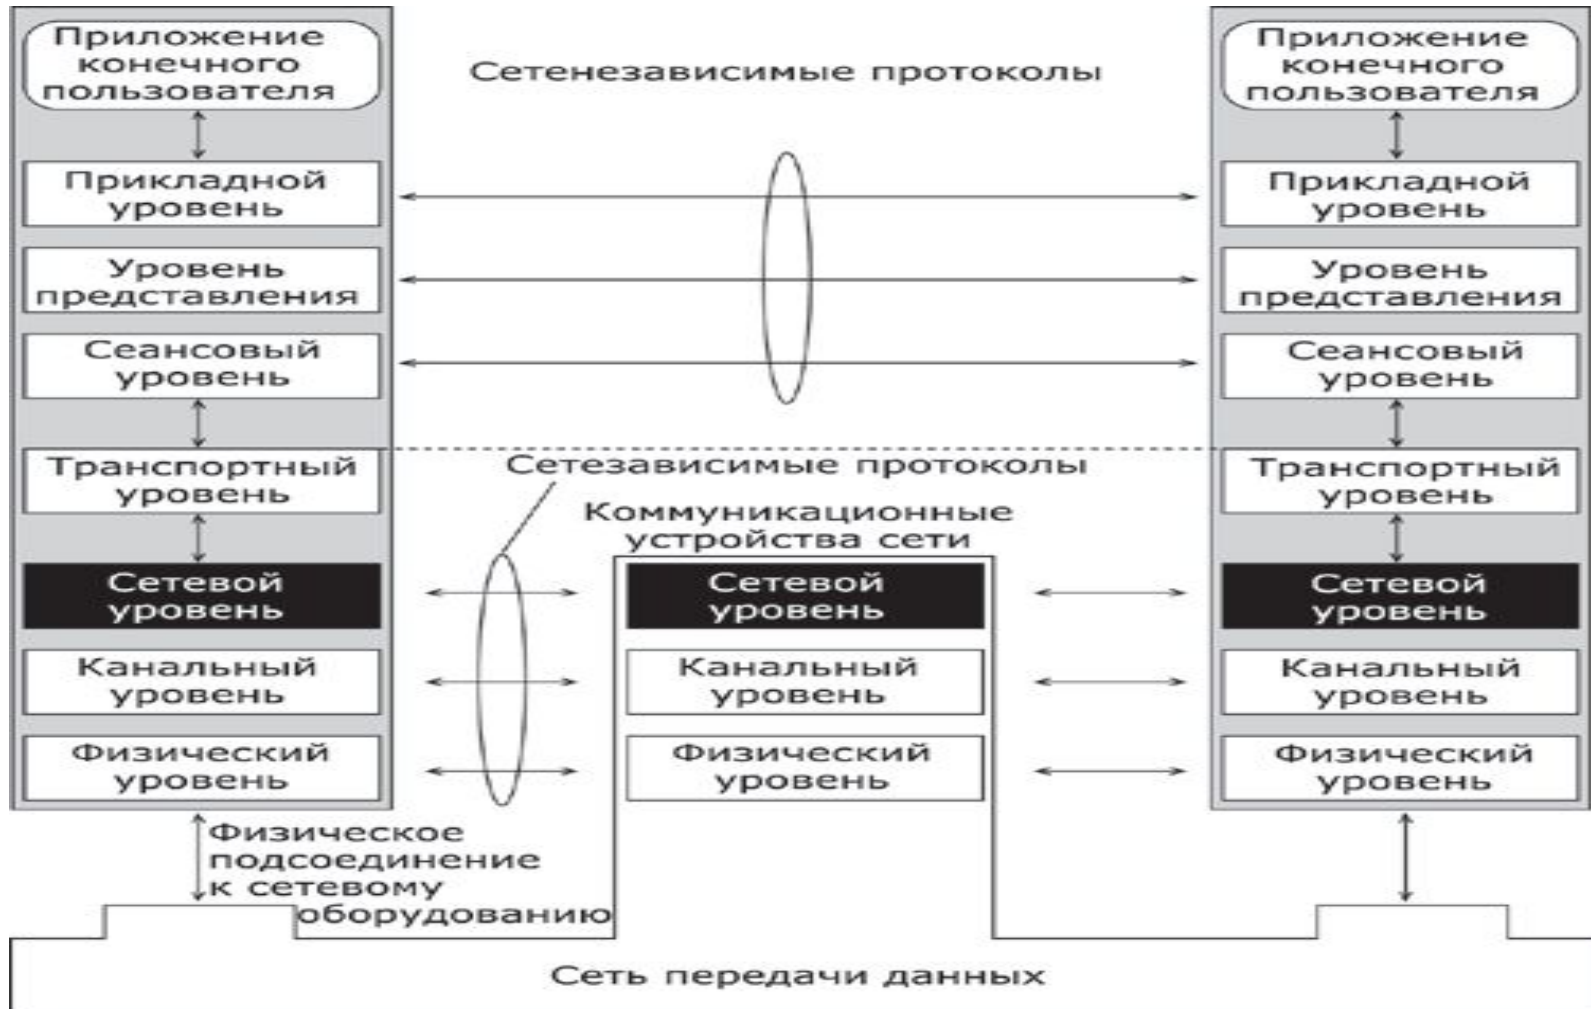 Приложение
конечного
пользователя
Сетенезависимые протоколы
Приложение
конечного
пользователя
Прикладной
уровень
Прикладной
уровень
Уровень
представления
Уровень
представления
Сеансовый
уровень
Сеансовый
уровень
Транспортный
уровень
Сетезависимые протоколы
Транспортный
уровень
Коммуникационные
устройства сети
Сетевой
уровень
Сетевой
уровень
Сетевой
уровень
Канальный
уровень
Канальный
уровень
Канальный
уровень
Физический
уровень
Физический
уровень
Физический
уровень
Физическое
подсоединение
к сетевому
оборудованию
Сеть передачи данных